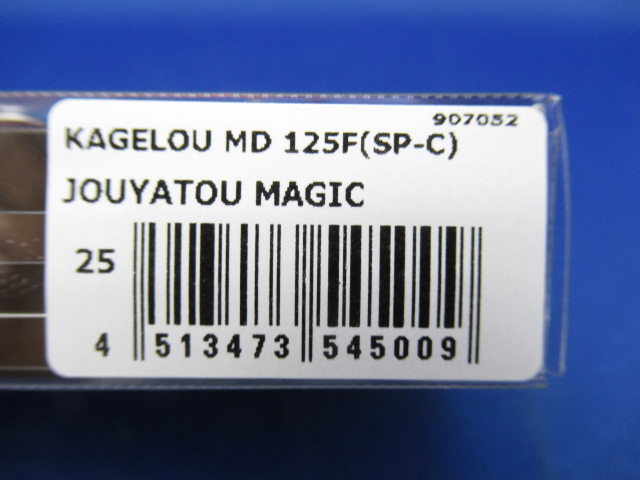 907052
KAGELOU MD 125F(SP-C)
JOUYATOU MAGIC
25
4 513473 545009